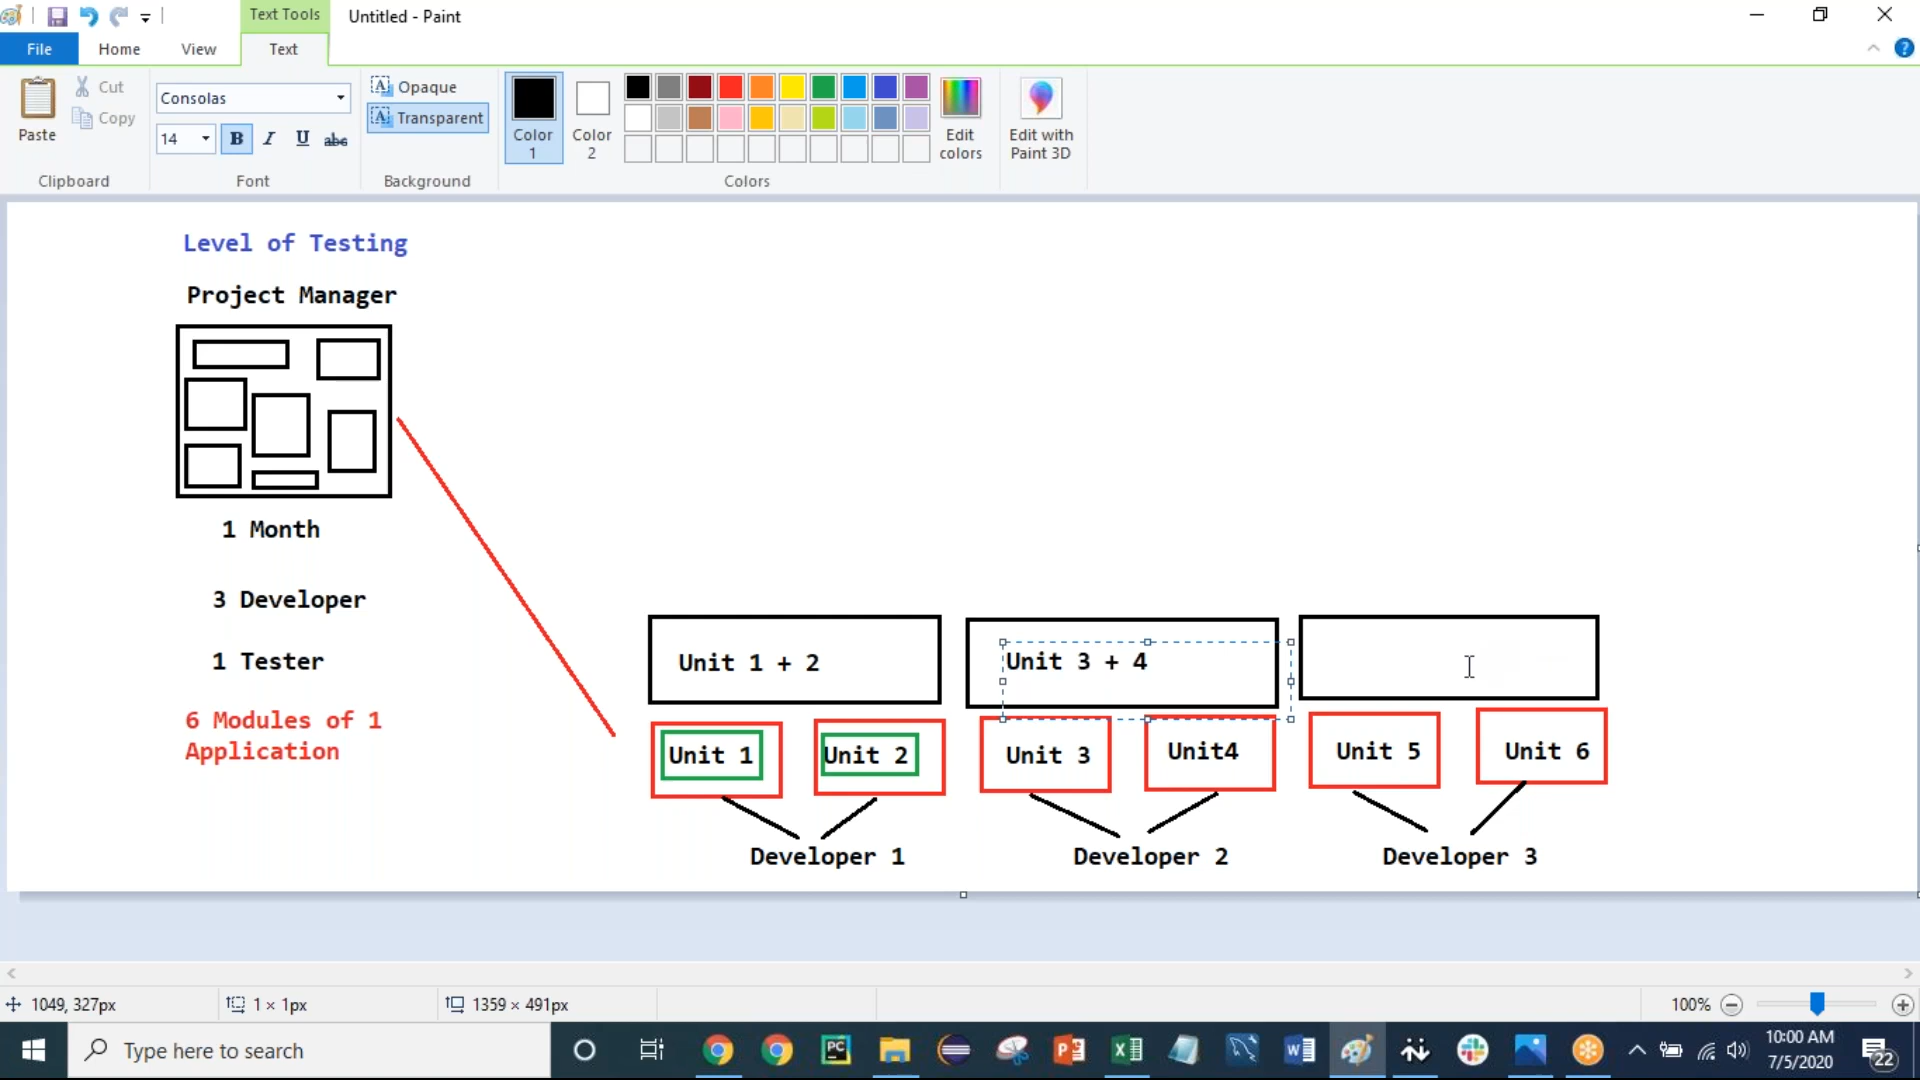 Text Tools
Untitled - Paint
File
Home
View
Text
Paste
Cut
Copy
Clipboard
Consolas
14
B
I
U
abc
Font
Opaque
Transparent
Background
Color
1
Color
2
Edit
colors
Colors
Edit with
Paint 3D
Level of Testing
Project Manager
1 Month
3 Developer
1 Tester
6 Modules of 1
Application
Unit 1 + 2
Unit 3 + 4
Unit 1
Unit 2
Unit 3
Unit4
Unit 5
Unit 6
Developer 1
Developer 2
Developer 3
1049, 327px
1 × 1px
1359 × 491px
100%
Type here to search
PC
10:00 AM
7/5/2020
22